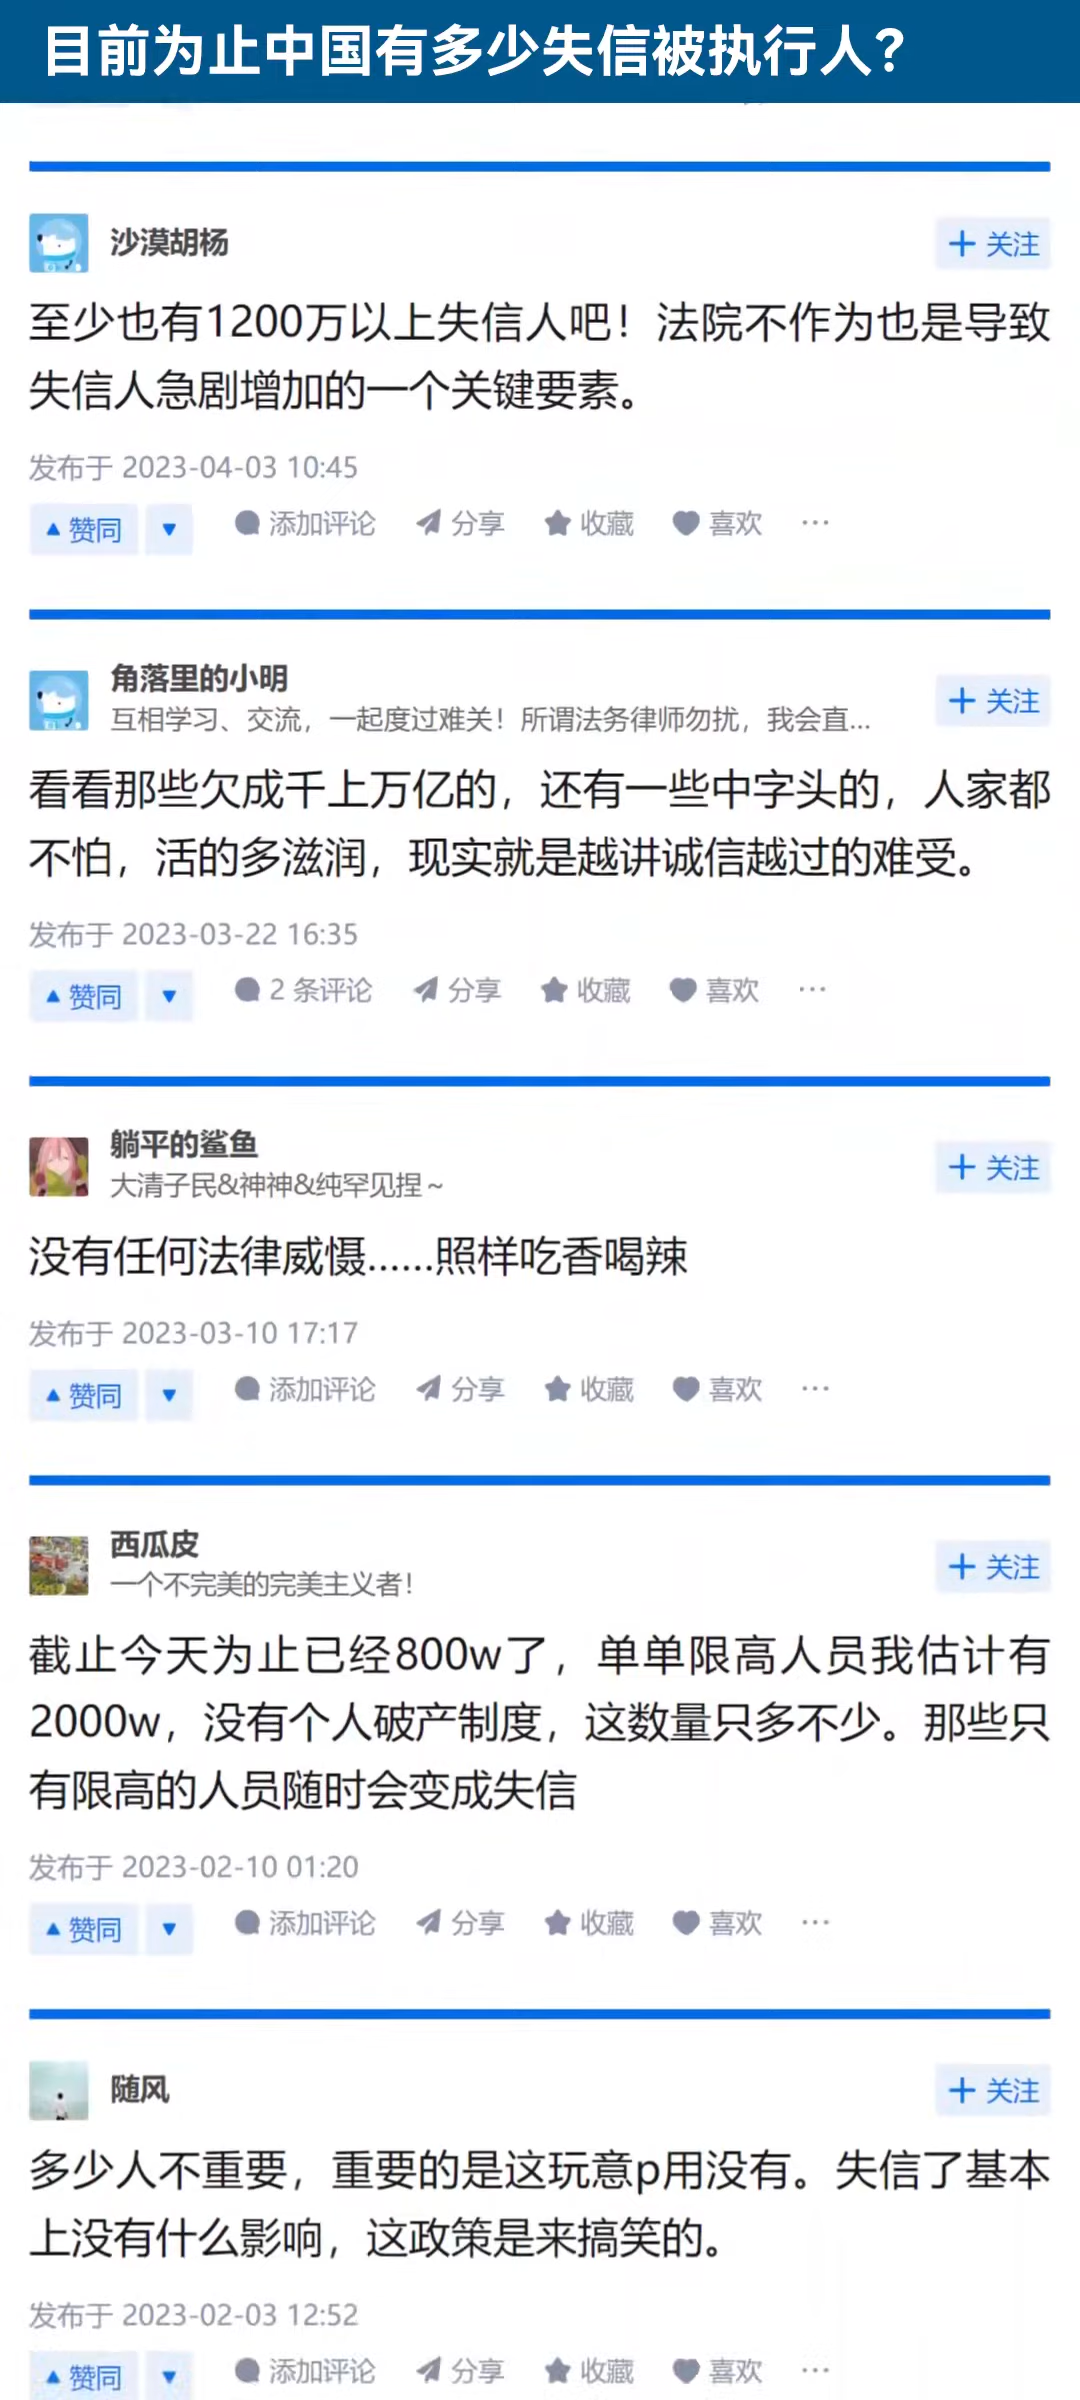 目前为止中国有多少失信被执行人？
沙漠胡杨
+ 关注
至少也有1200万以上失信人吧！法院不作为也是导致
失信人急剧增加的一个关键要素。
发布于 2023-04-03 10:45
▲ 赞同 ▼ 添加评论 分享 收藏 喜欢 ···
角落里的小明
互相学习、交流，一起度过难关！所谓法务律师勿扰，我会直...
+ 关注
看看那些欠成千上万亿的，还有一些中字头的，人家都
不怕，活的多滋润，现实就是越讲诚信越过的难受。
发布于 2023-03-22 16:35
▲ 赞同 ▼ 2 条评论 分享 收藏 喜欢 ···
躺平的鲨鱼
大清子民&神神&纯罕见捏～
+ 关注
没有任何法律威慑......照样吃香喝辣
发布于 2023-03-10 17:17
▲ 赞同 ▼ 添加评论 分享 收藏 喜欢 ···
西瓜皮
一个不完美的完美主义者！
+ 关注
截止今天为止已经800w了，单单限高人员我估计有
2000w，没有个人破产制度，这数量只多不少。那些只
有限高的人员随时会变成失信
发布于 2023-02-10 01:20
▲ 赞同 ▼ 添加评论 分享 收藏 喜欢 ···
随风
+ 关注
多少人不重要，重要的是这玩意p用没有。失信了基本
上没有什么影响，这政策是来搞笑的。
发布于 2023-02-03 12:52
▲ 赞同 ▼ 添加评论 分享 收藏 喜欢 ···